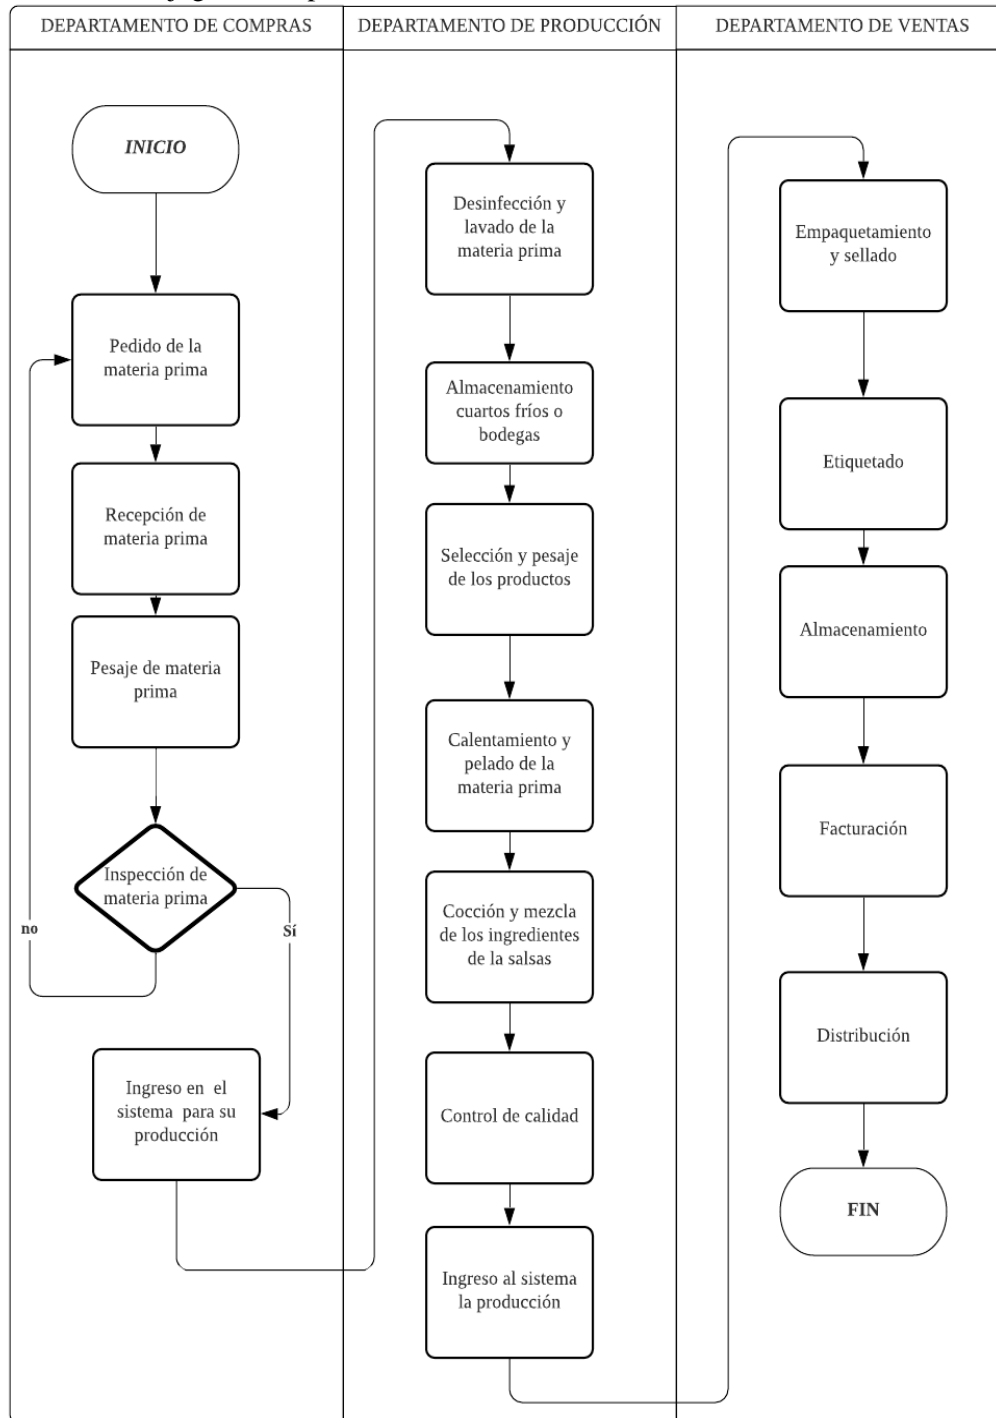 DEPARTAMENTO DE COMPRAS
INICIO
Pedido de la
materia prima
Recepción de
materia prima
Pesaje de materia
prima
Inspección de
materia prima
no
Sí
Ingreso en el
sistema para su
producción
DEPARTAMENTO DE PRODUCCIÓN
Desinfección y
lavado de la
materia prima
Almacenamiento
cuartos fríos o
bodegas
Selección y pesaje
de los productos
Calentamiento y
pelado de la
materia prima
Cocción y mezcla
de los ingredientes
de la salsas
Control de calidad
Ingreso al sistema
la producción
DEPARTAMENTO DE VENTAS
Empaquetamiento
y sellado
Etiquetado
Almacenamiento
Facturación
Distribución
FIN